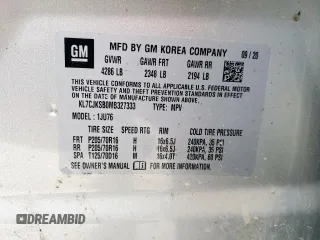 GM
MFD BY GM KOREA COMPANY 09/20
GVWR GAWR FRT GAWR RR
4286 LB 2348 LB 2194 LB
THIS VEHICLE CONFORMS TO ALL APPLICABLE U.S. FEDERAL MOTOR VEHICLE SAFETY, BUMPER, AND THEFT PREVENTION STANDARDS IN EFFECT ON THE DATE OF MANUFACTURE SHOWN ABOVE.
KL7CJKSB0MB327333 TYPE: MPV
MODEL: 1JU76
TIRE SIZE SPEED RTG RIM COLD TIRE PRESSURE
FRT P205/70R16 H 16x6.5J 240kPA, 35 PSI
RR P205/70R16 H 16x6.5J 240kPA, 35 PSI
SPA T125/70D16 M 16x4.0T 420kPA, 60 PSI
SEE OWNER'S MANUAL FOR ADDITIONAL INFORMATION
DREAMBID